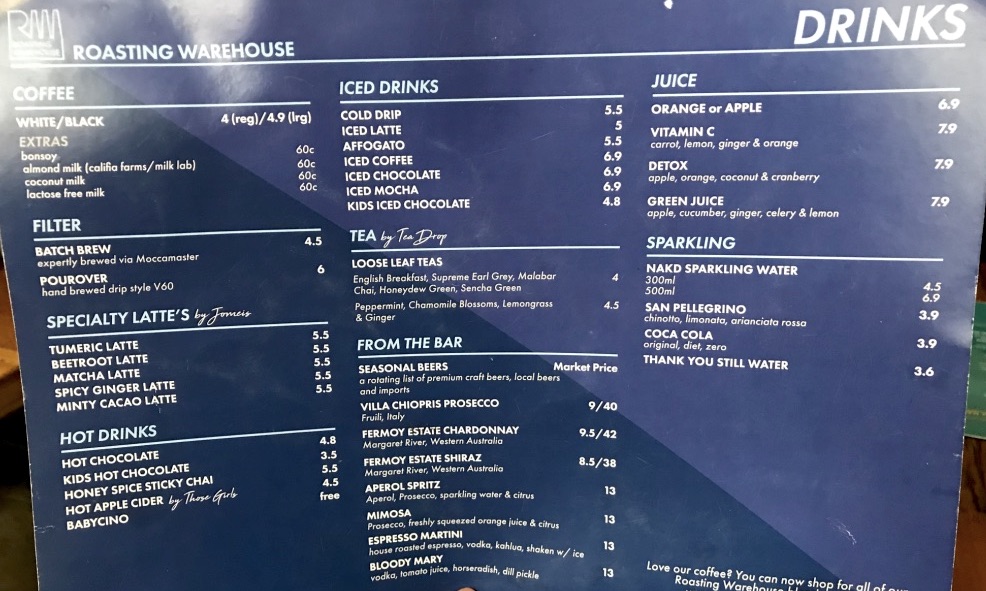 RW
ROASTING WAREHOUSE
DRINKS
COFFEE
WHITE/BLACK 4 (reg)/4.9 (lrg)
EXTRAS
bonsoy 60c
almond milk (califia farms/milk lab) 60c
coconut milk 60c
lactose free milk 60c
FILTER
BATCH BREW 4.5
expertly brewed via Moccamaster
POUROVER 6
hand brewed drip style V60
SPECIALTY LATTE'S by Jomeis
TUMERIC LATTE 5.5
BEETROOT LATTE 5.5
MATCHA LATTE 5.5
SPICY GINGER LATTE 5.5
MINTY CACAO LATTE 5.5
HOT DRINKS
HOT CHOCOLATE 4.8
KIDS HOT CHOCOLATE 3.5
HONEY SPICE STICKY CHAI 5.5
HOT APPLE CIDER by Those Girls 4.5
BABYCINO free
ICED DRINKS
COLD DRIP 5.5
ICED LATTE 5
AFFOGATO 5.5
ICED COFFEE 6.9
ICED CHOCOLATE 6.9
ICED MOCHA 6.9
KIDS ICED CHOCOLATE 4.8
TEA by Tea Drop
LOOSE LEAF TEAS
English Breakfast, Supreme Earl Grey, Malabar 4
Chai, Honeydew Green, Sencha Green
Peppermint, Chamomile Blossoms, Lemongrass 4.5
& Ginger
FROM THE BAR
SEASONAL BEERS Market Price
a rotating list of premium craft beers, local beers
and imports
VILLA CHIOPRIS PROSECCO 9/40
Fruili, Italy
FERMOY ESTATE CHARDONNAY 9.5/42
Margaret River, Western Australia
FERMOY ESTATE SHIRAZ 8.5/38
Margaret River, Western Australia
APEROL SPRITZ 13
Aperol, Prosecco, sparkling water & citrus
MIMOSA 13
Prosecco, freshly squeezed orange juice & citrus
ESPRESSO MARTINI 13
house roasted espresso, vodka, kahlua, shaken w/ ice
BLOODY MARY 13
vodka, tomato juice, horseradish, dill pickle
JUICE
ORANGE or APPLE 6.9
VITAMIN C 7.9
carrot, lemon, ginger & orange
DETOX 7.9
apple, orange, coconut & cranberry
GREEN JUICE 7.9
apple, cucumber, ginger, celery & lemon
SPARKLING
NAKD SPARKLING WATER
300ml 4.5
500ml 6.9
SAN PELLEGRINO 3.9
chinotto, limonata, arianciata rossa
COCA COLA 3.9
original, diet, zero
THANK YOU STILL WATER 3.6
Love our coffee? You can now shop for all of our
Roasting Warehouse